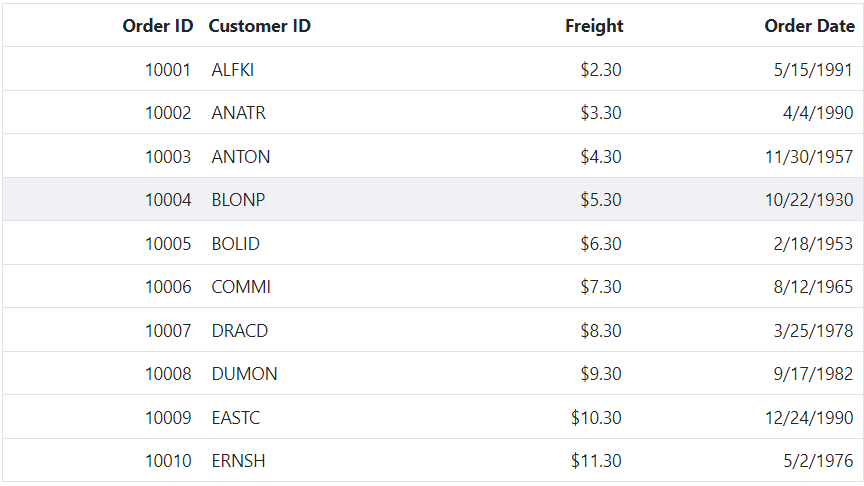 Order ID Customer ID Freight Order Date
10001 ALFKI $2.30 5/15/1991
10002 ANATR $3.30 4/4/1990
10003 ANTON $4.30 11/30/1957
10004 BLONP $5.30 10/22/1930
10005 BOLID $6.30 2/18/1953
10006 COMMI $7.30 8/12/1965
10007 DRACD $8.30 3/25/1978
10008 DUMON $9.30 9/17/1982
10009 EASTC $10.30 12/24/1990
10010 ERNSH $11.30 5/2/1976